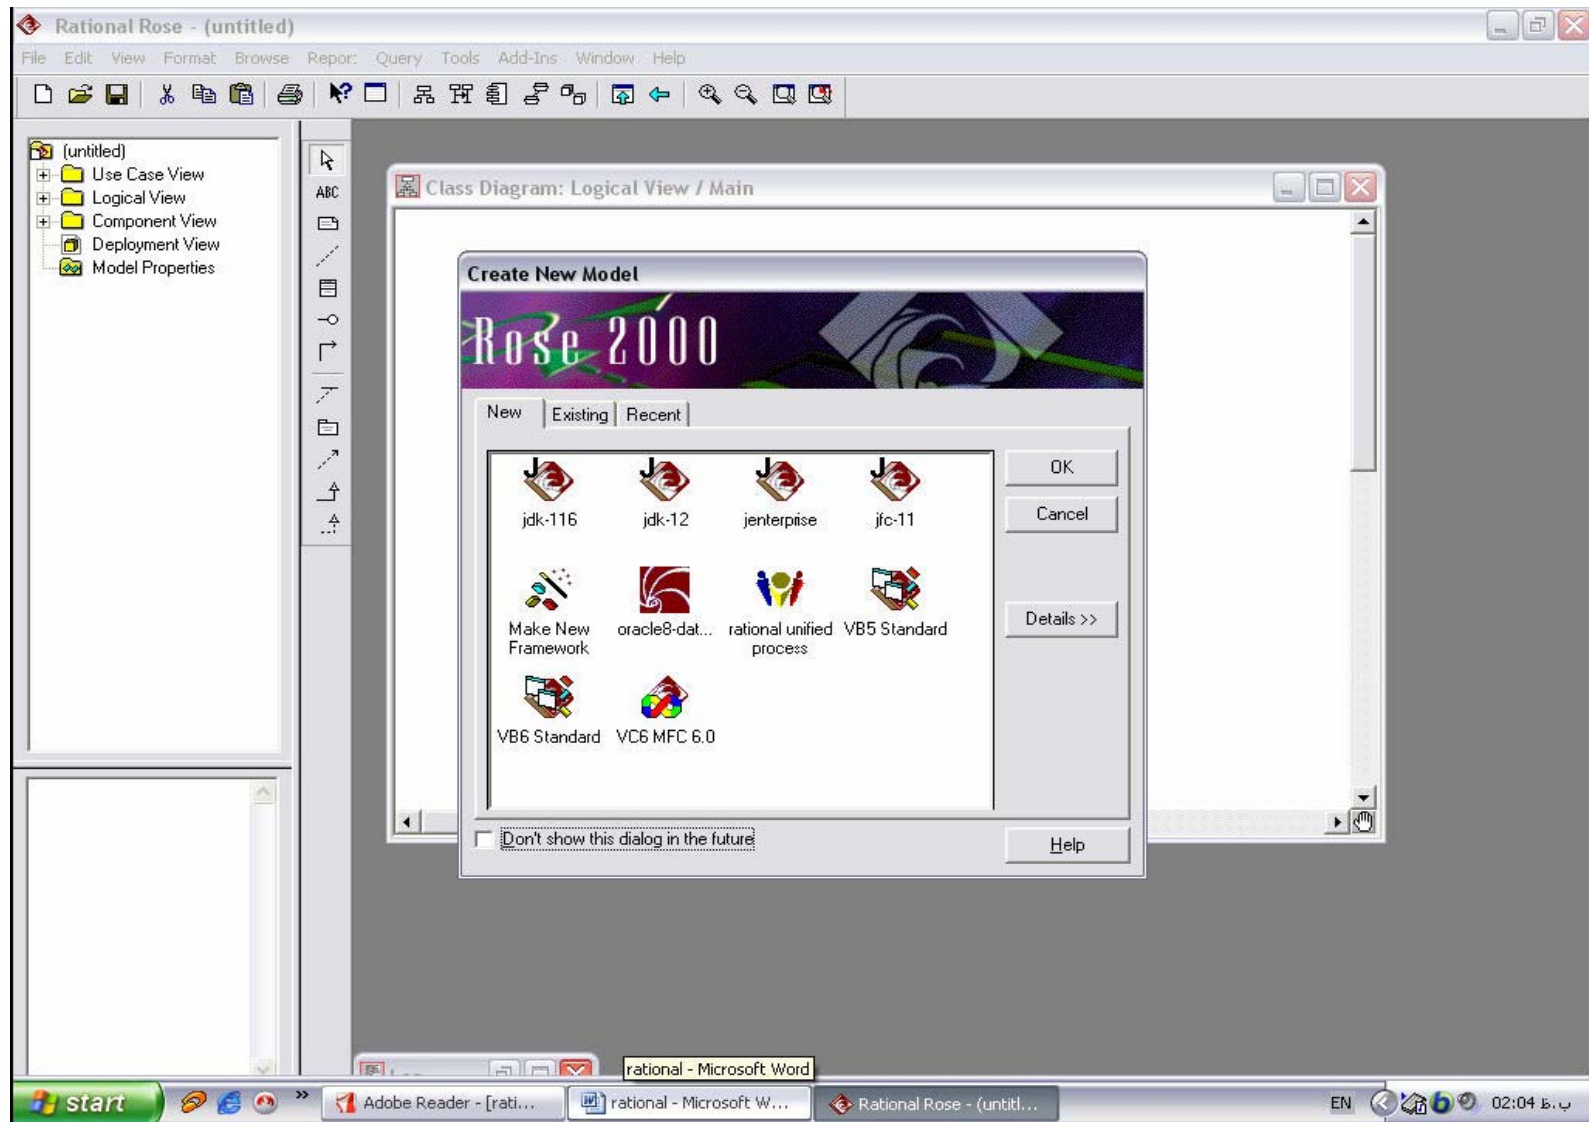 Rational Rose - (untitled)
File Edit View Format Browse Report Query Tools Add-Ins Window Help
(untitled)
Use Case View
Logical View
Component View
Deployment View
Model Properties
ABC
Class Diagram: Logical View / Main
Create New Model
Rose 2000
New Existing Recent
jdk-116 jdk-12 jenterprise jfc-11
Make New Framework
oracle8-dat...
rational unified process
VB5 Standard
VB6 Standard VC6 MFC 6.0
OK
Cancel
Details >>
Don't show this dialog in the future
Help
rational - Microsoft Word
start
Adobe Reader - [rati...
rational - Microsoft W...
Rational Rose - (untitl...
EN
02:04 ب.ظ